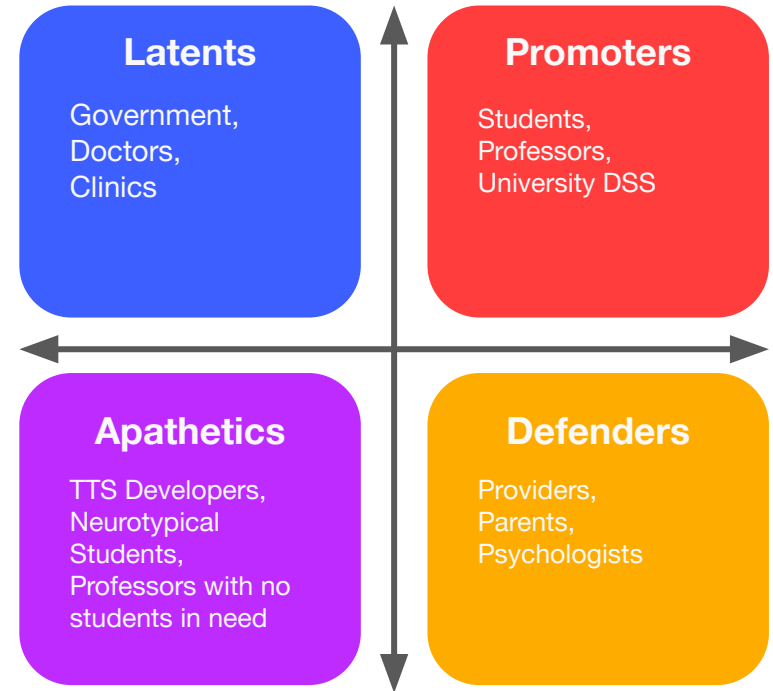 Latents
Government,
Doctors,
Clinics
Promoters
Students,
Professors,
University DSS
Apathetics
TTS Developers,
Neurotypical
Students,
Professors with no
students in need
Defenders
Providers,
Parents,
Psychologists